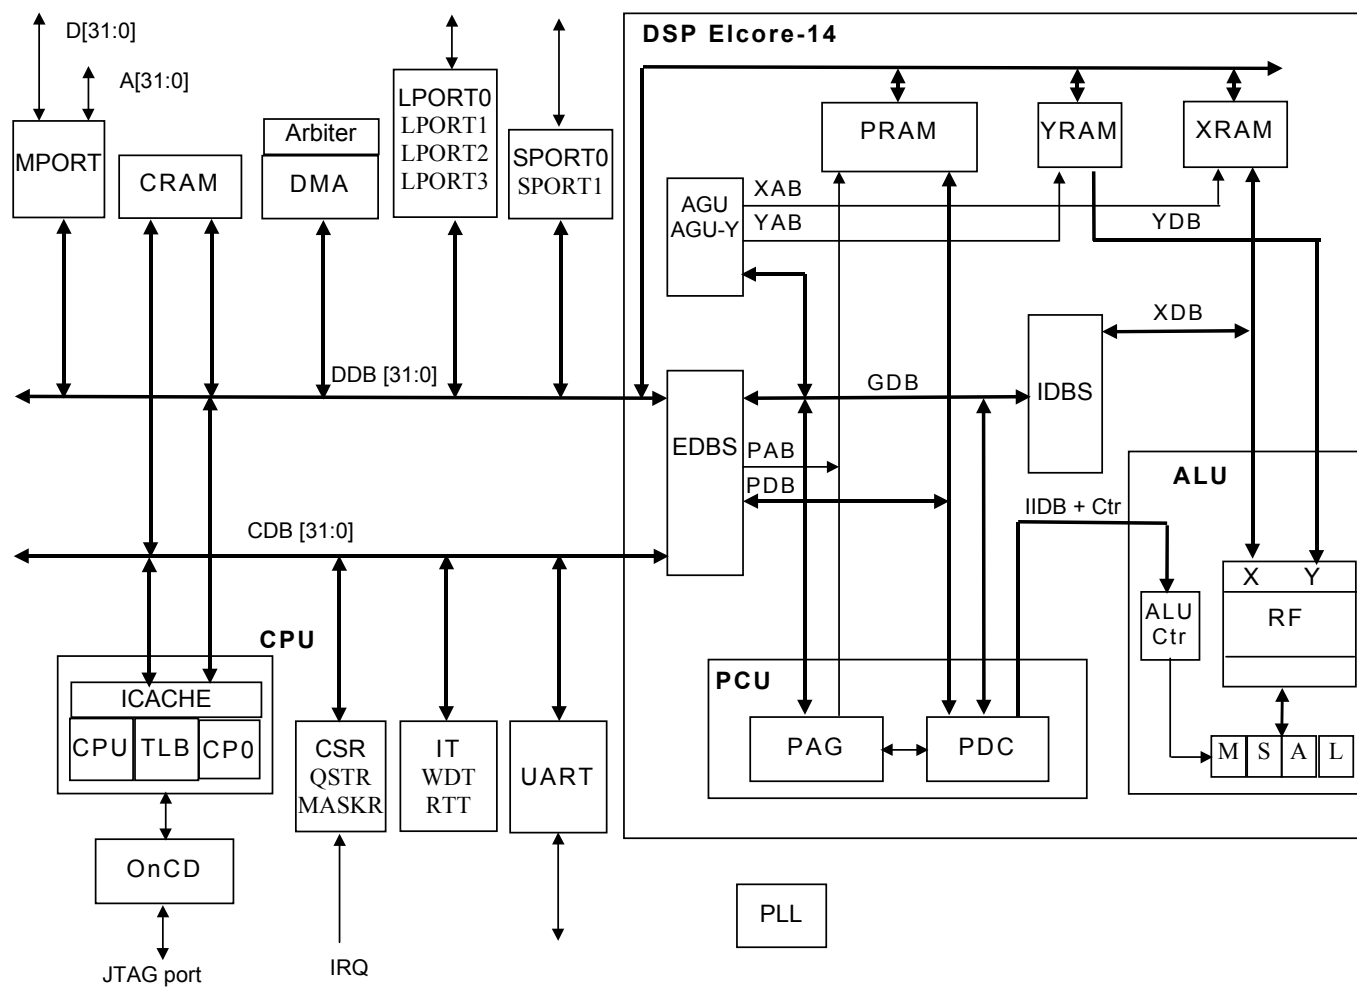 D[31:0]
A[31:0]
MPORT
CRAM
Arbiter
DMA
LPORT0
LPORT1
LPORT2
LPORT3
SPORT0
SPORT1
DSP Elcore-14
PRAM
YRAM
XRAM
AGU
AGU-Y
XAB
YAB
YDB
XDB
IDBS
GDB
EDBS
PAB
PDB
DDB [31:0]
CDB [31:0]
IIDB + Ctr
ALU
X Y
RF
ALU
Ctr
M S A L
PCU
PAG
PDC
CPU
ICACHE
CPU TLB CP0
OnCD
JTAG port
CSR
QSTR
MASKR
IRQ
IT
WDT
RTT
UART
PLL